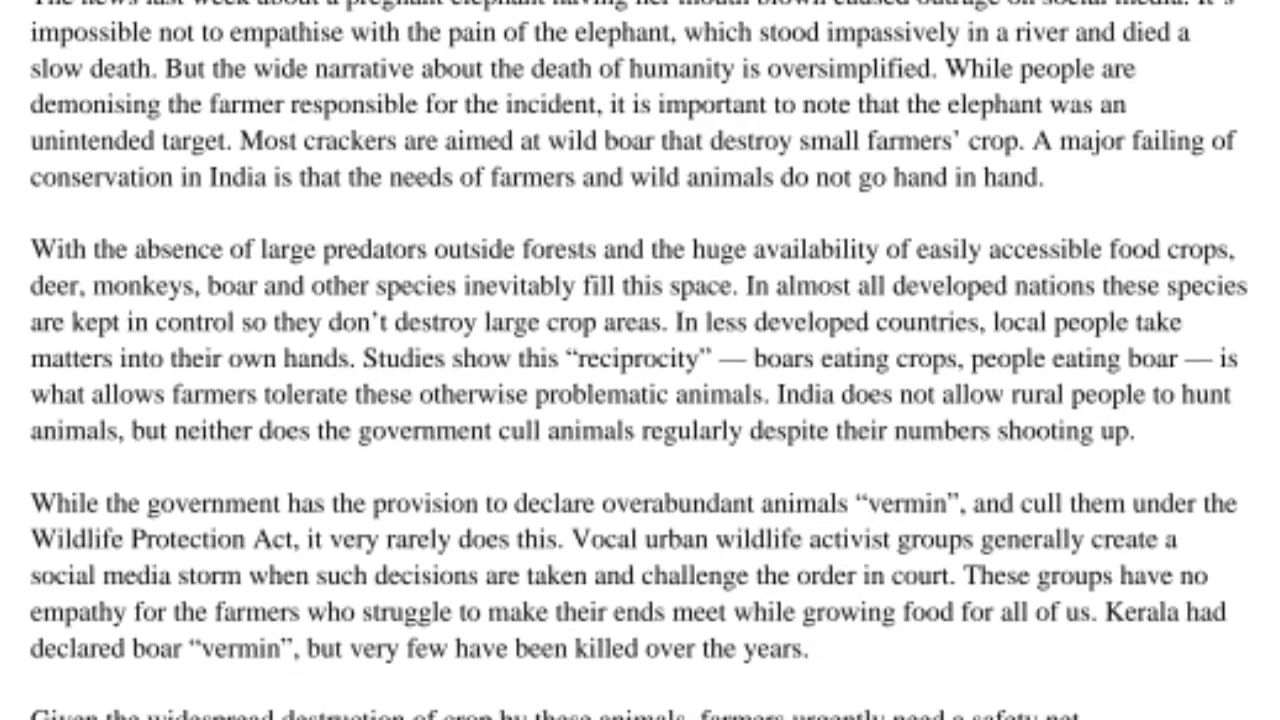 The news last week about a pregnant elephant having her mouth blown caused outrage on social media. It's
impossible not to empathise with the pain of the elephant, which stood impassively in a river and died a
slow death. But the wide narrative about the death of humanity is oversimplified. While people are
demonising the farmer responsible for the incident, it is important to note that the elephant was an
unintended target. Most crackers are aimed at wild boar that destroy small farmers' crop. A major failing of
conservation in India is that the needs of farmers and wild animals do not go hand in hand.
With the absence of large predators outside forests and the huge availability of easily accessible food crops,
deer, monkeys, boar and other species inevitably fill this space. In almost all developed nations these species
are kept in control so they don't destroy large crop areas. In less developed countries, local people take
matters into their own hands. Studies show this “reciprocity” — boars eating crops, people eating boar — is
what allows farmers tolerate these otherwise problematic animals. India does not allow rural people to hunt
animals, but neither does the government cull animals regularly despite their numbers shooting up.
While the government has the provision to declare overabundant animals “vermin”, and cull them under the
Wildlife Protection Act, it very rarely does this. Vocal urban wildlife activist groups generally create a
social media storm when such decisions are taken and challenge the order in court. These groups have no
empathy for the farmers who struggle to make their ends meet while growing food for all of us. Kerala had
declared boar “vermin”, but very few have been killed over the years.
Given the widespread destruction of crop by these animals, farmers urgently need a safety net